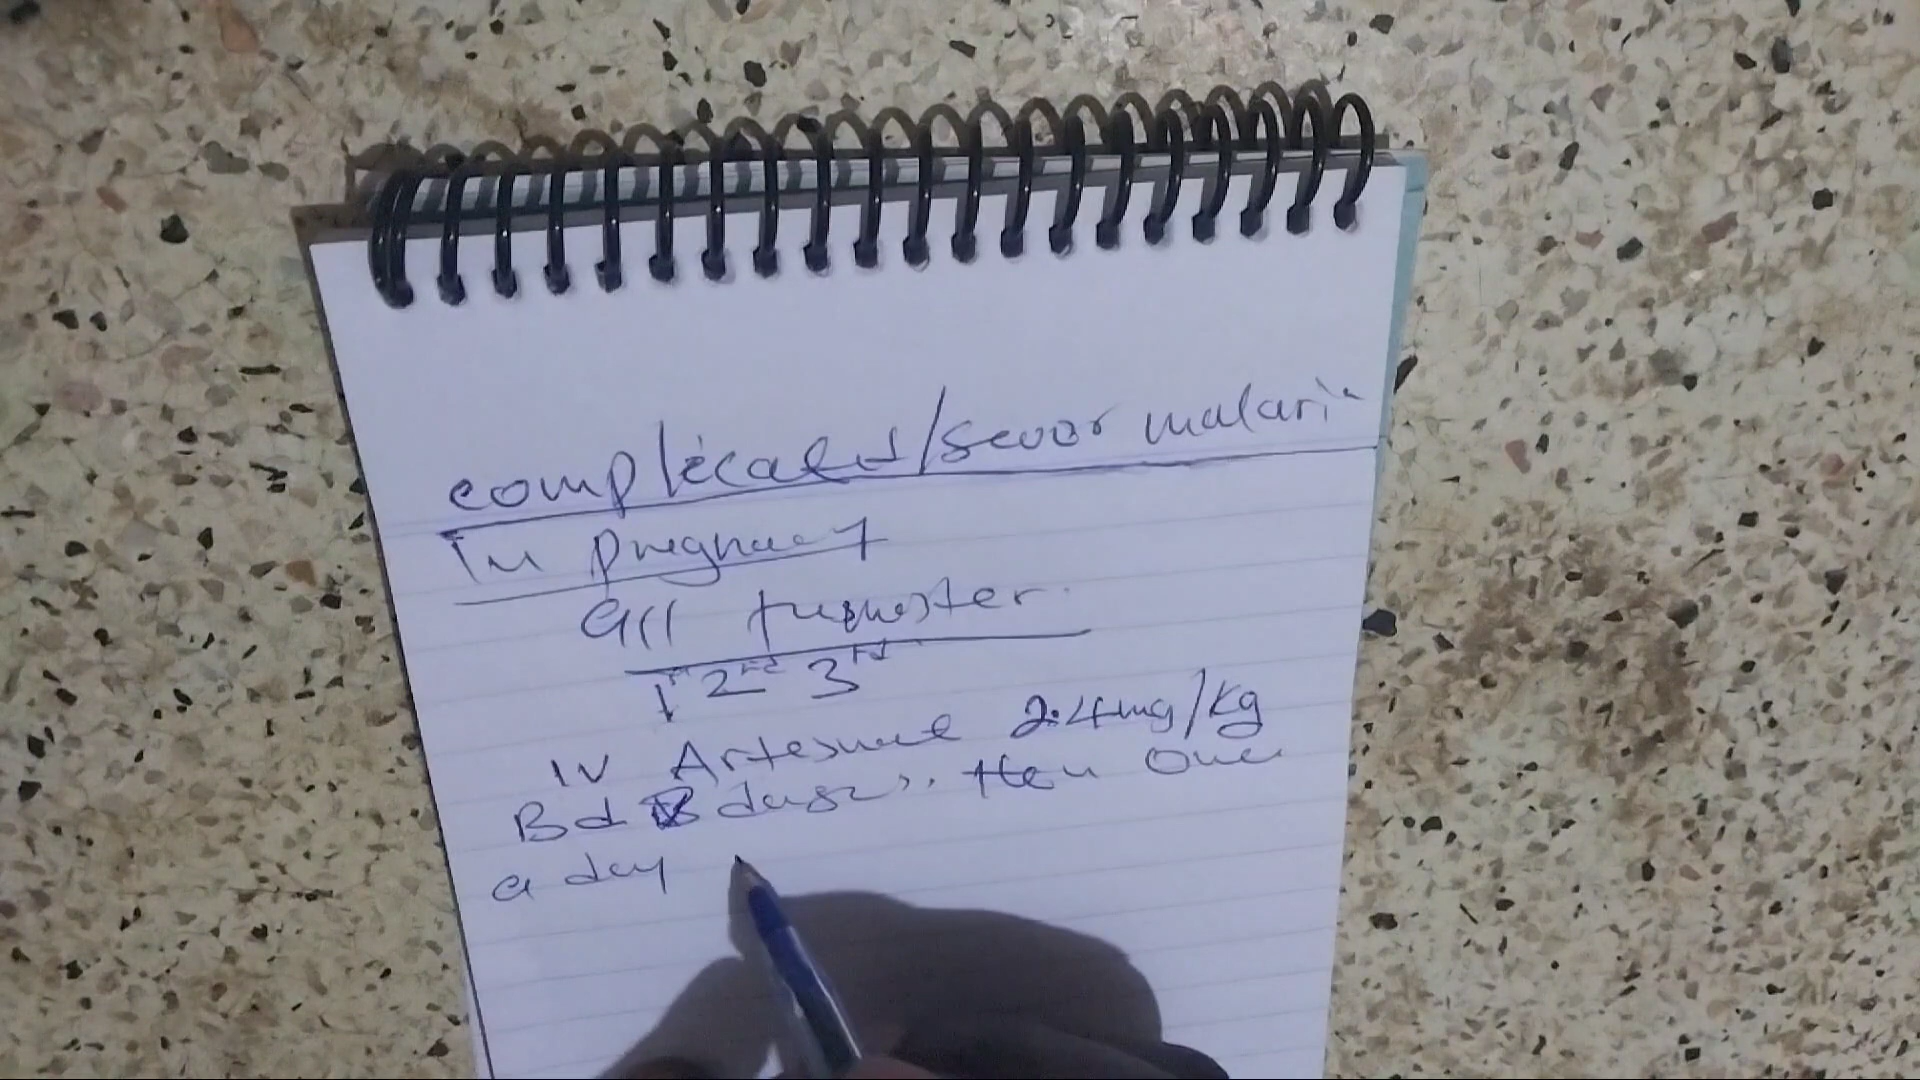 complicated/sever malaria
In pregnancy
all trimester
1st 2nd 3rd
IV Artesunate 2.4mg/kg
Bd days, then once
a day